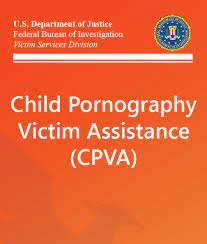 U.S. Department of Justice
Federal Bureau of Investigation
Victim Services Division
Child Pornography
Victim Assistance
(CPVA)